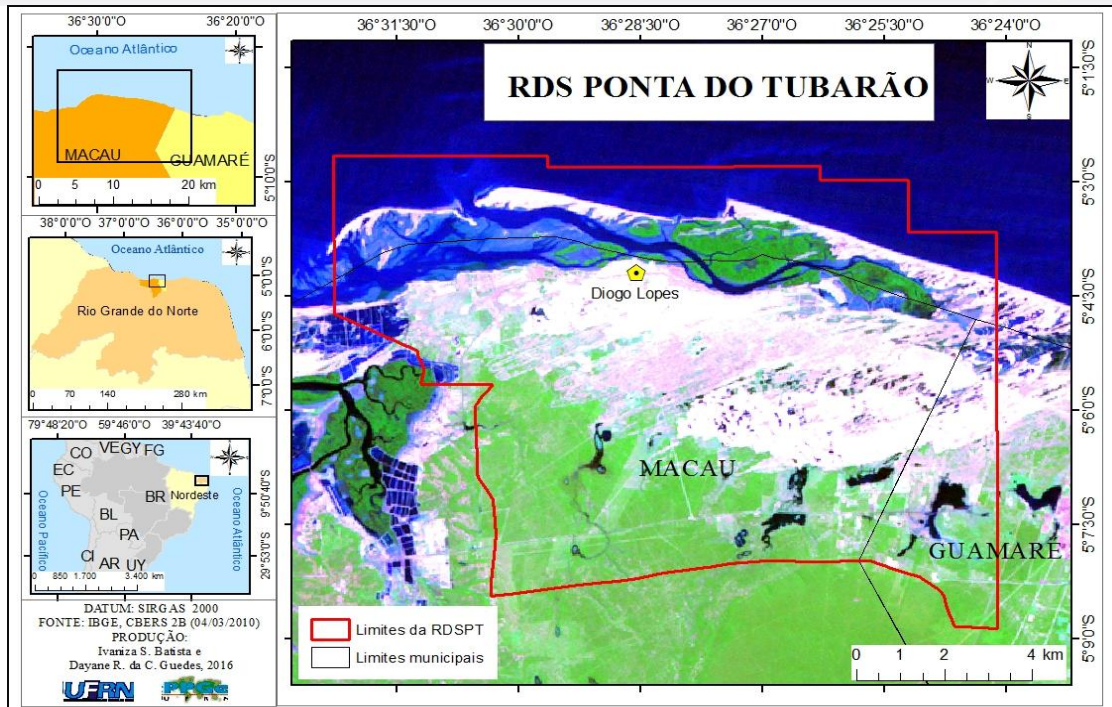 36°30'0"O 36°20'0"O
Oceano Atlântico
MACAU
GUAMARÉ
0 5 10 20 km
5°10'0"S
38°0'0"O 37°0'0"O 36°0'0"O 35°0'0"O
Oceano Atlântico
Rio Grande do Norte
0 70 140 280 km
5°0'0"S
6°0'0"S
7°0'0"S
79°48'20"O 59°46'0"O 39°43'40"O
VE GY FG
CO
EC
PE
BR
Nordeste
BL
PA
CI
AR
UY
Oceano Pacífico
Oceano Atlântico
0 850 1.700 3.400 km
9°50'40"S
29°53'0"S
DATUM: SIRGAS 2000
FONTE: IBGE, CBERS 2B (04/03/2010)
PRODUÇÃO:
Ivaniza S. Batista e
Dayane R. da C. Guedes, 2016
UFRN
PPGe
36°31'30"O 36°30'0"O 36°28'30"O 36°27'0"O 36°25'30"O 36°24'0"O
RDS PONTA DO TUBARÃO
N
W E
S
5°1'30"S
5°3'0"S
5°4'30"S
5°6'0"S
5°7'30"S
5°9'0"S
Diogo Lopes
MACAU
GUAMARÉ
Limites da RDSPT
Limites municipais
0 1 2 4 km